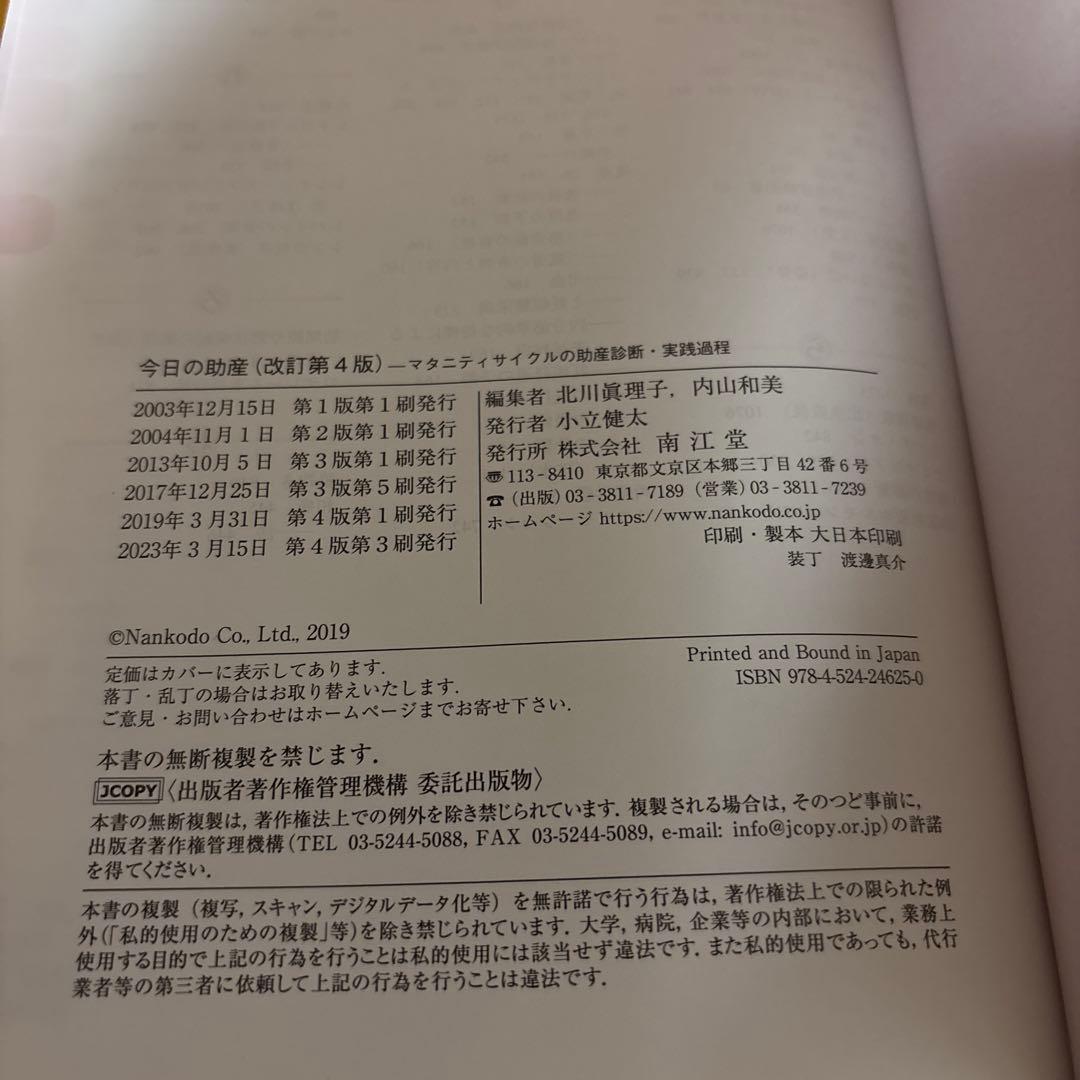 今日の助産(改訂第4版)―マタニティサイクルの助産診断・実践過程
2003年12月15日 第1版第1刷発行
2004年11月1日 第2版第1刷発行
2013年10月5日 第3版第1刷発行
2017年12月25日 第3版第5刷発行
2019年3月31日 第4版第1刷発行
2023年3月15日 第4版第3刷発行
編集者 北川眞理子, 内山和美
発行者 小立健太
発行所 株式会社 南江堂
〠113-8410 東京都文京区本郷三丁目42番6号
☎(出版)03-3811-7189 (営業)03-3811-7239
ホームページ https://www.nankodo.co.jp
印刷・製本 大日本印刷
装丁 渡邊真介
©Nankodo Co., Ltd., 2019
定価はカバーに表示してあります.
落丁・乱丁の場合はお取り替えいたします.
ご意見・お問い合わせはホームページまでお寄せ下さい.
Printed and Bound in Japan
ISBN 978-4-524-24625-0
本書の無断複製を禁じます.
JCOPY〈出版者著作権管理機構 委託出版物〉
本書の無断複製は, 著作権法上での例外を除き禁じられています. 複製される場合は, そのつど事前に,
出版者著作権管理機構(TEL 03-5244-5088, FAX 03-5244-5089, e-mail: info@jcopy.or.jp)の許諾
を得てください.
本書の複製(複写, スキャン, デジタルデータ化等)を無許諾で行う行為は, 著作権法上での限られた例
外(「私的使用のための複製」等)を除き禁じられています. 大学, 病院, 企業等の内部において, 業務上
使用する目的で上記の行為を行うことは私的使用には該当せず違法です. また私的使用であっても, 代行
業者等の第三者に依頼して上記の行為を行うことは違法です.